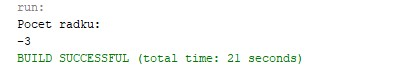 run:
Pocet radku:
-3
BUILD SUCCESSFUL (total time: 21 seconds)